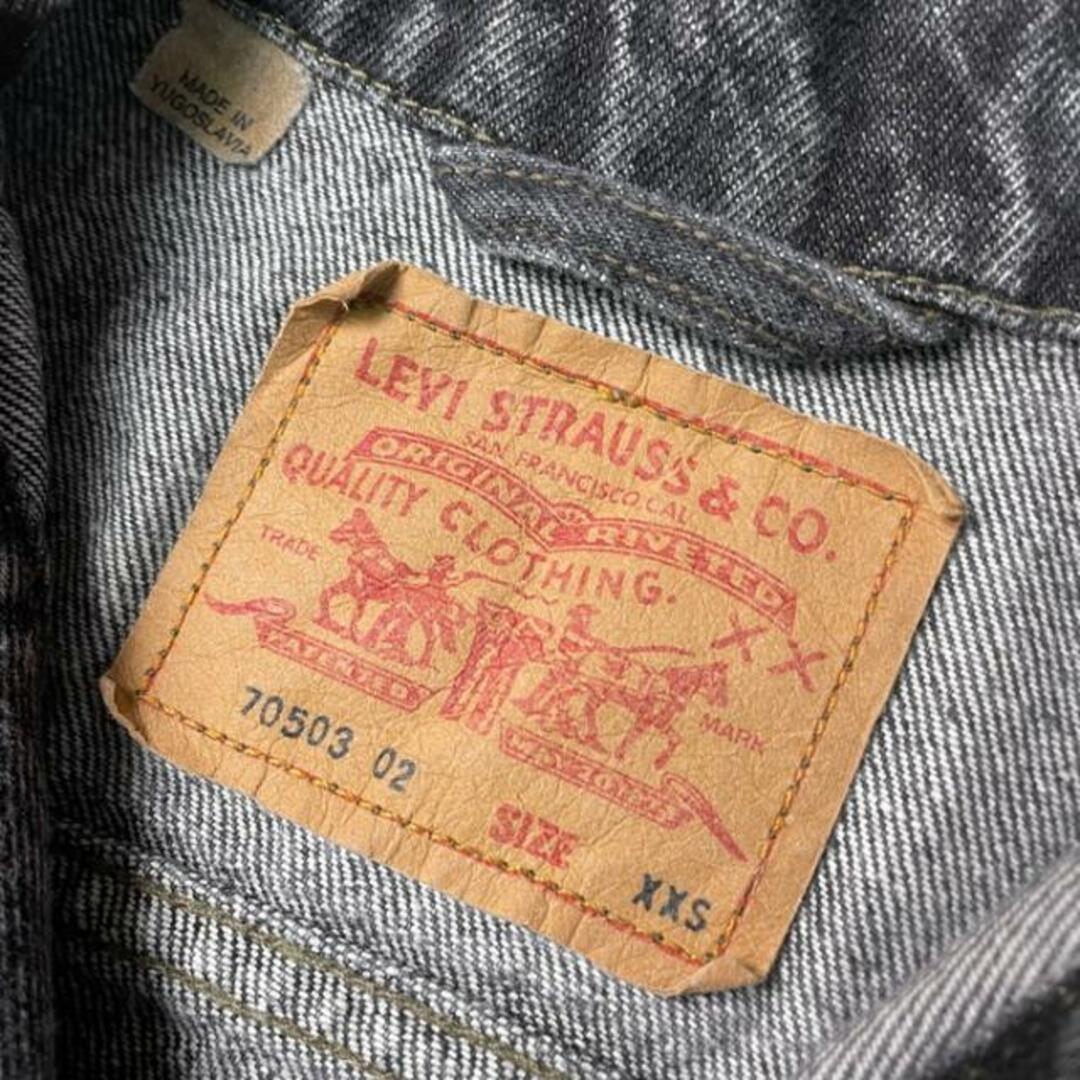 MADE IN
YUGOSLAVIA
LEVI STRAUSS & CO.
SAN FRANCISCO CAL.
ORIGINAL RIVETED
QUALITY CLOTHING.
TRADE
MARK
XX
PATENTED
70503 02
SIZE
XXS